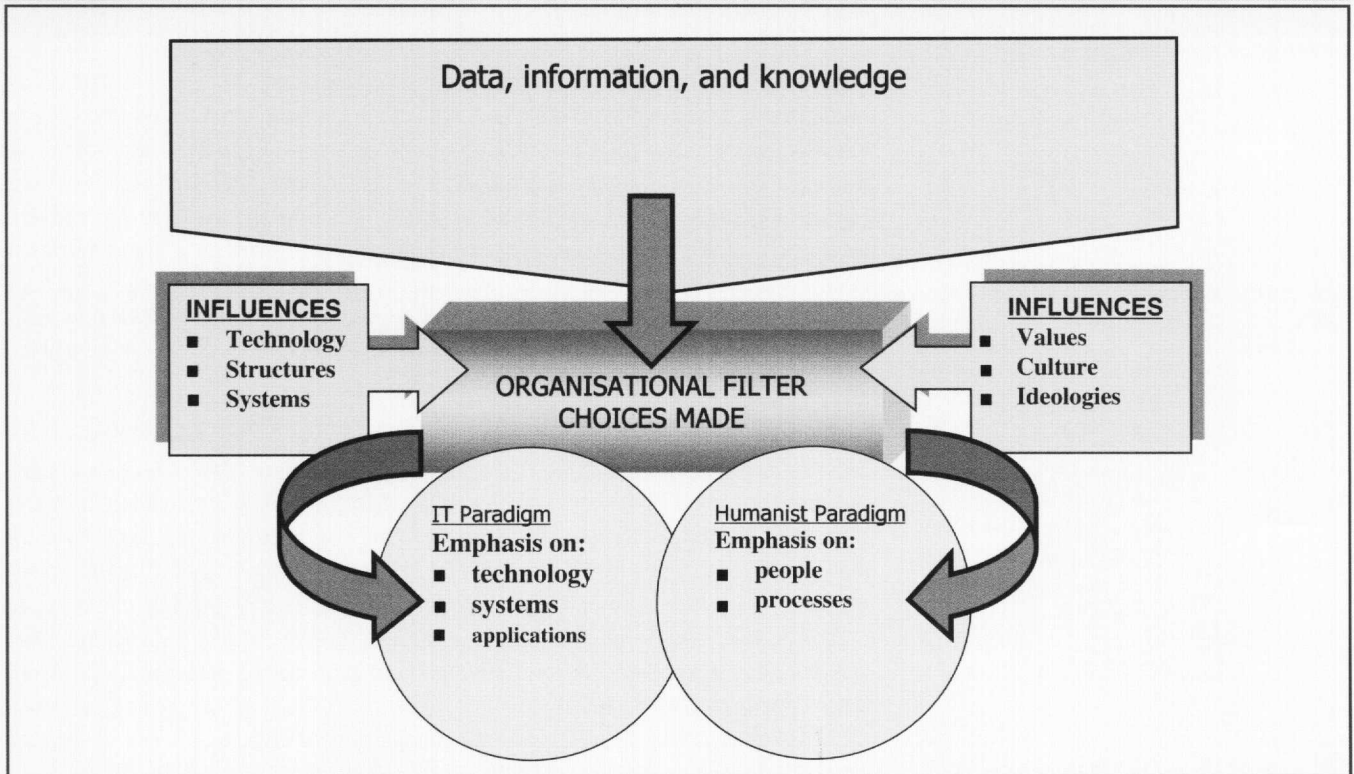 Data, information, and knowledge
INFLUENCES
■ Technology
■ Structures
■ Systems
INFLUENCES
■ Values
■ Culture
■ Ideologies
ORGANISATIONAL FILTER
CHOICES MADE
IT Paradigm
Emphasis on:
■ technology
■ systems
■ applications
Humanist Paradigm
Emphasis on:
■ people
■ processes